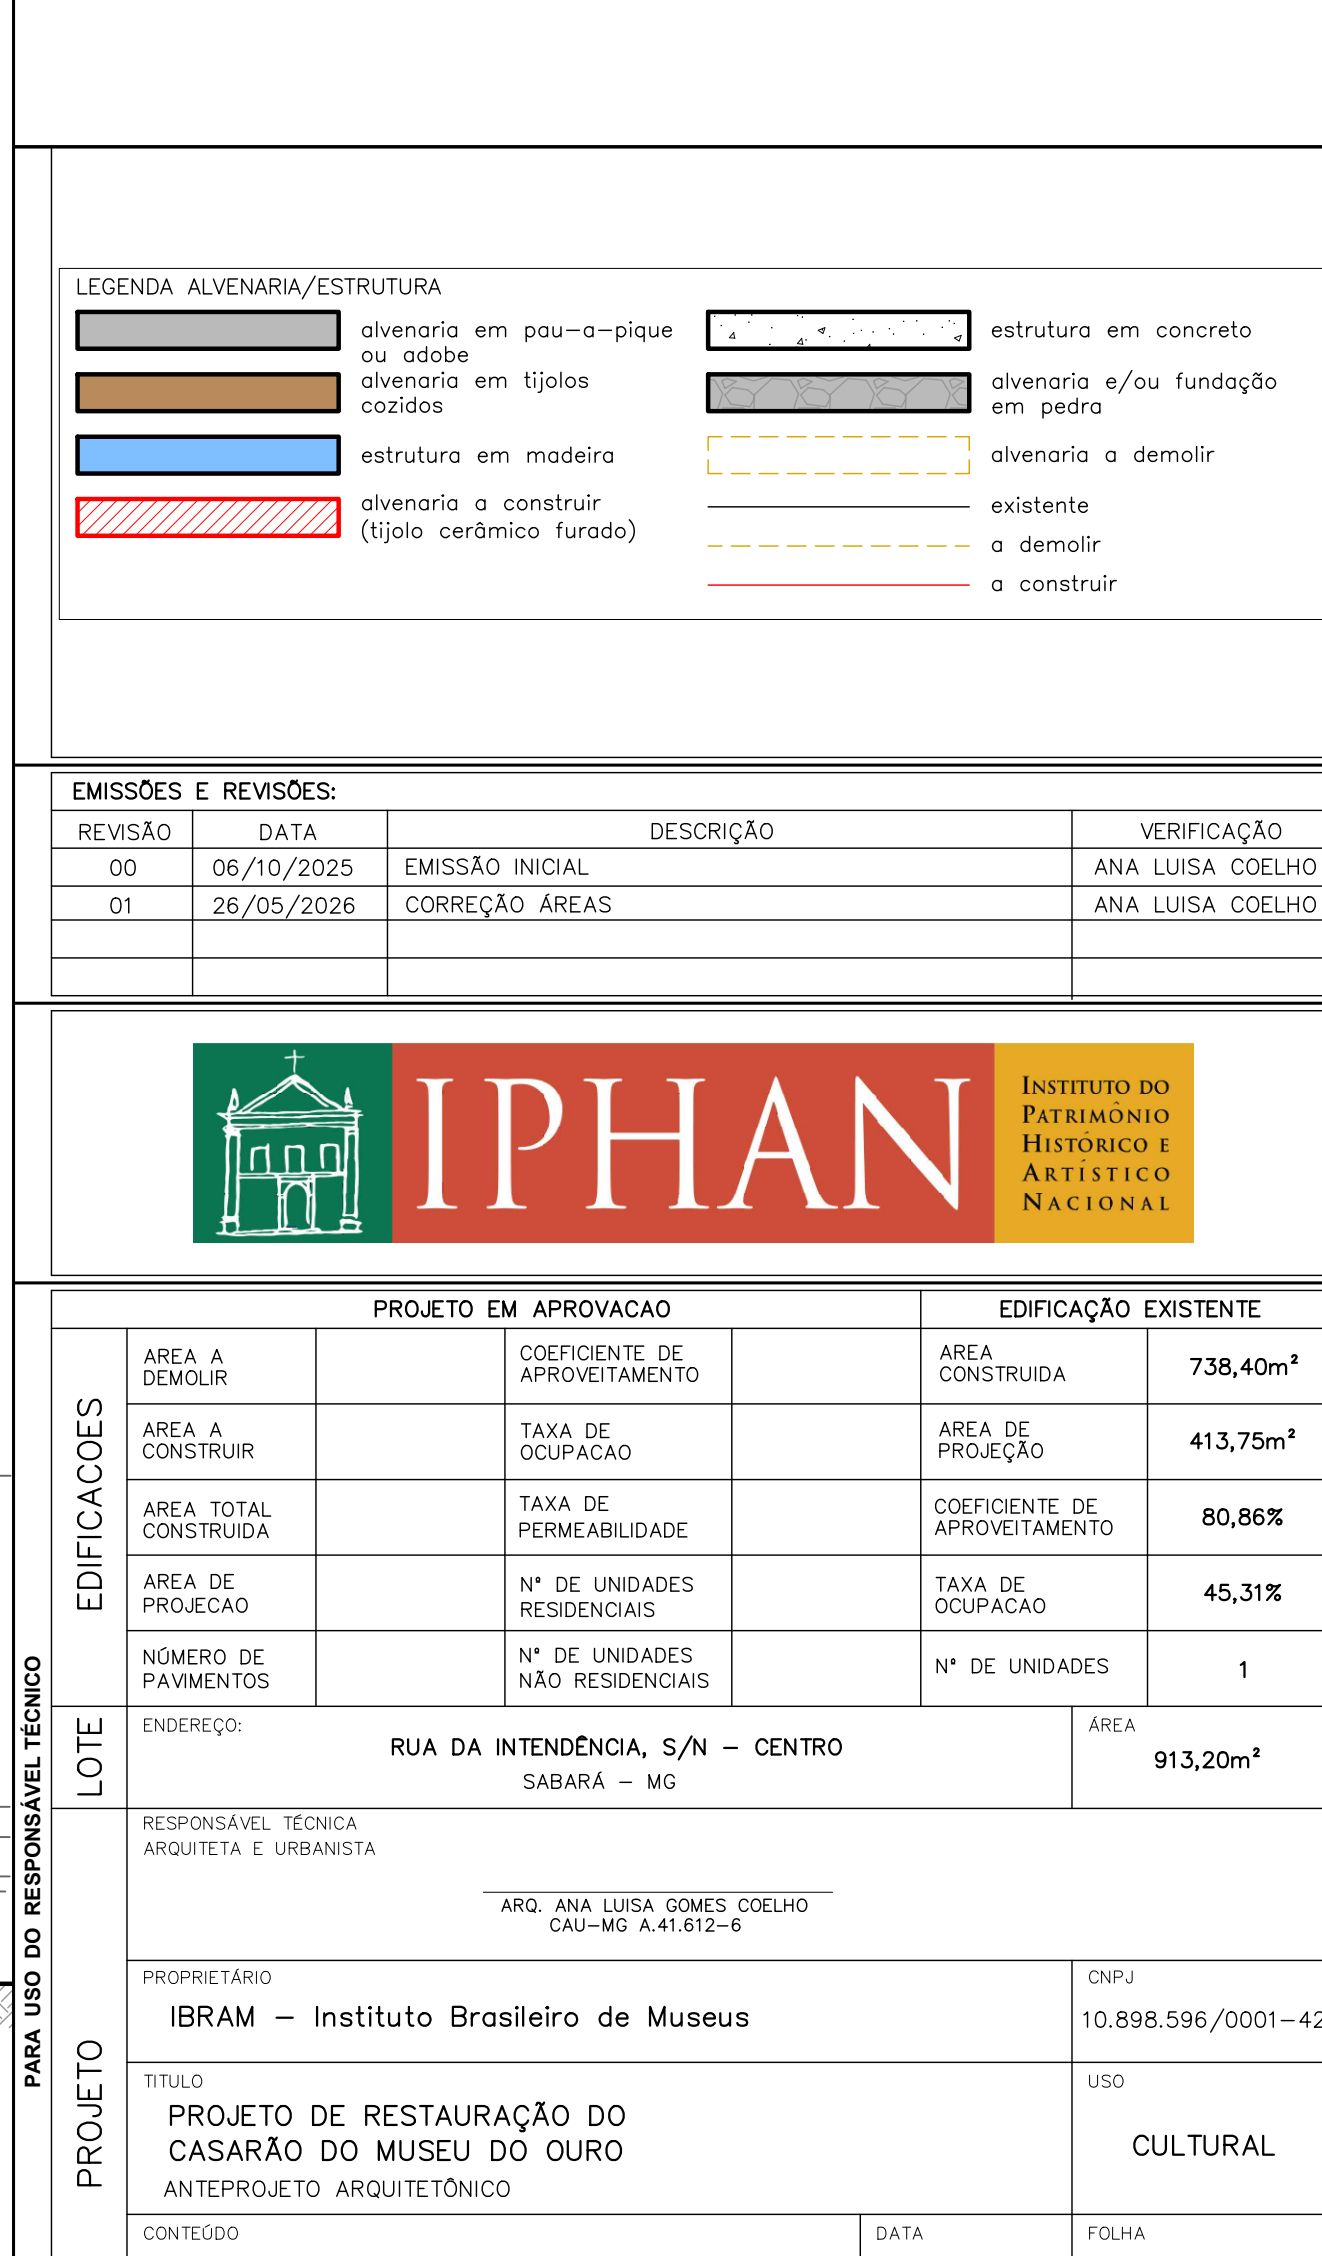 LEGENDA ALVENARIA/ESTRUTURA
alvenaria em pau-a-pique
ou adobe
alvenaria em tijolos
cozidos
estrutura em madeira
alvenaria a construir
(tijolo cerâmico furado)
estrutura em concreto
alvenaria e/ou fundação
em pedra
alvenaria a demolir
existente
a demolir
a construir
EMISSÕES E REVISÕES:
REVISÃO DATA DESCRIÇÃO VERIFICAÇÃO
00 06/10/2025 EMISSÃO INICIAL ANA LUISA COELHO
01 26/05/2026 CORREÇÃO ÁREAS ANA LUISA COELHO
IPHAN
INSTITUTO DO
PATRIMÔNIO
HISTÓRICO E
ARTÍSTICO
NACIONAL
PARA USO DO RESPONSÁVEL TÉCNICO
PROJETO EM APROVACAO
EDIFICAÇÃO EXISTENTE
EDIFICACOES
AREA A
DEMOLIR
COEFICIENTE DE
APROVEITAMENTO
AREA
CONSTRUIDA
738,40m²
AREA A
CONSTRUIR
TAXA DE
OCUPACAO
AREA DE
PROJEÇÃO
413,75m²
AREA TOTAL
CONSTRUIDA
TAXA DE
PERMEABILIDADE
COEFICIENTE DE
APROVEITAMENTO
80,86%
AREA DE
PROJECAO
Nº DE UNIDADES
RESIDENCIAIS
TAXA DE
OCUPACAO
45,31%
NÚMERO DE
PAVIMENTOS
Nº DE UNIDADES
NÃO RESIDENCIAIS
Nº DE UNIDADES
1
LOTE
ENDEREÇO:
RUA DA INTENDÊNCIA, S/N - CENTRO
SABARÁ - MG
ÁREA
913,20m²
PROJETO
RESPONSÁVEL TÉCNICA
ARQUITETA E URBANISTA
ARQ. ANA LUISA GOMES COELHO
CAU-MG A.41.612-6
PROPRIETÁRIO
IBRAM - Instituto Brasileiro de Museus
CNPJ
10.898.596/0001-42
TITULO
PROJETO DE RESTAURAÇÃO DO
CASARÃO DO MUSEU DO OURO
ANTEPROJETO ARQUITETÔNICO
USO
CULTURAL
CONTEÚDO
DATA
FOLHA